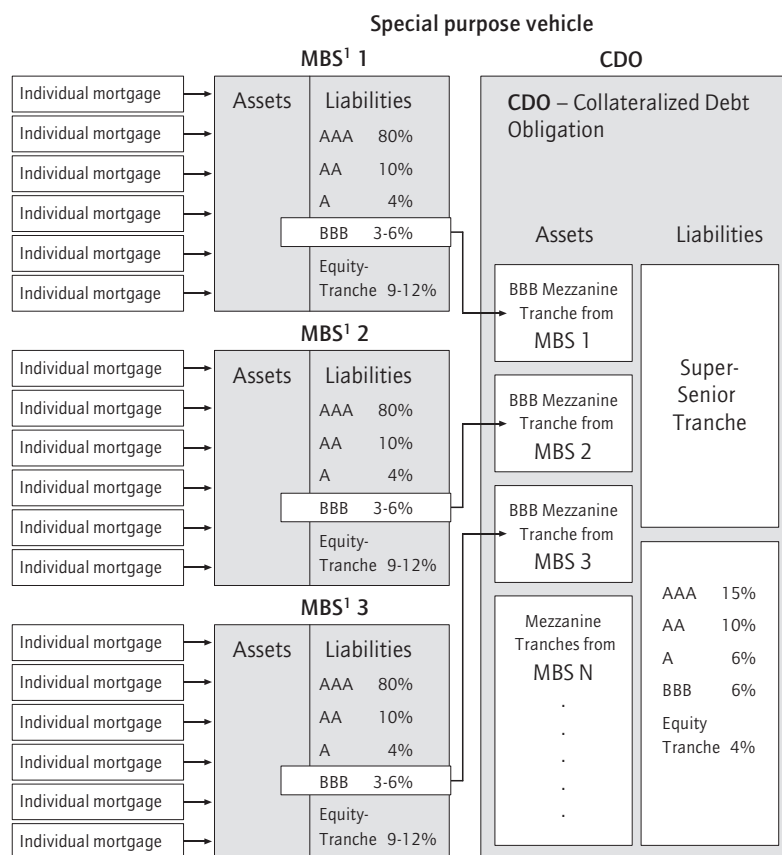 Special purpose vehicle
MBS¹ 1
Individual mortgage
Individual mortgage
Individual mortgage
Individual mortgage
Individual mortgage
Individual mortgage
Assets
Liabilities
AAA 80%
AA 10%
A 4%
BBB 3-6%
Equity-
Tranche 9-12%
MBS¹ 2
Individual mortgage
Individual mortgage
Individual mortgage
Individual mortgage
Individual mortgage
Individual mortgage
Assets
Liabilities
AAA 80%
AA 10%
A 4%
BBB 3-6%
Equity-
Tranche 9-12%
MBS¹ 3
Individual mortgage
Individual mortgage
Individual mortgage
Individual mortgage
Individual mortgage
Individual mortgage
Assets
Liabilities
AAA 80%
AA 10%
A 4%
BBB 3-6%
Equity-
Tranche 9-12%
CDO
CDO – Collateralized Debt
Obligation
Assets
BBB Mezzanine
Tranche from
MBS 1
BBB Mezzanine
Tranche from
MBS 2
BBB Mezzanine
Tranche from
MBS 3
Mezzanine
Tranches from
MBS N
.
.
.
.
.
Liabilities
Super-
Senior
Tranche
AAA 15%
AA 10%
A 6%
BBB 6%
Equity
Tranche 4%